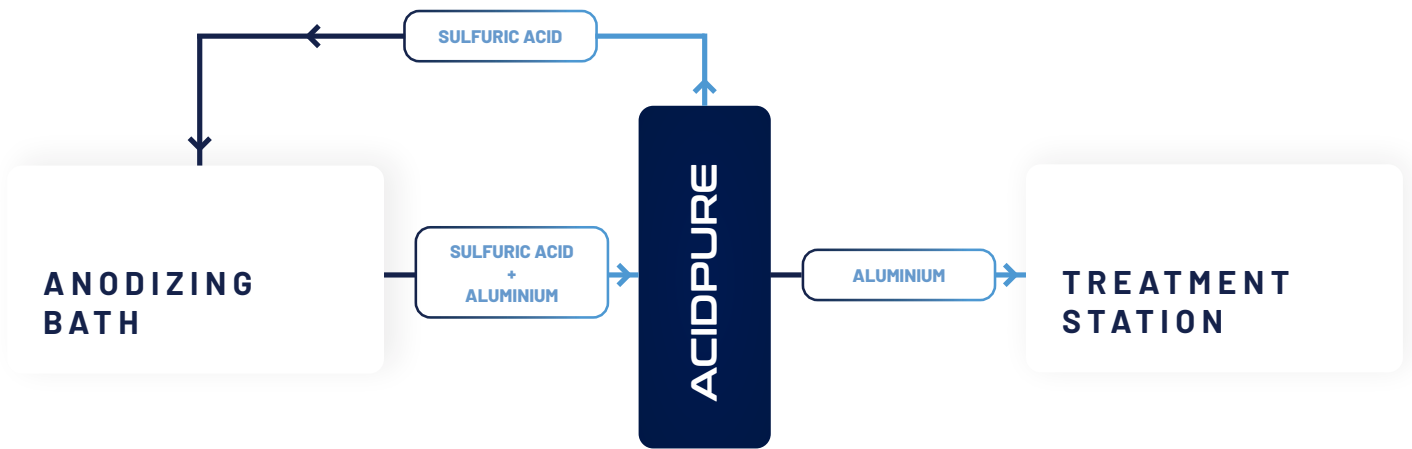 SULFURIC ACID
ANODIZING
BATH
SULFURIC ACID
+
ALUMINIUM
ACIDPURE
ALUMINIUM
TREATMENT
STATION